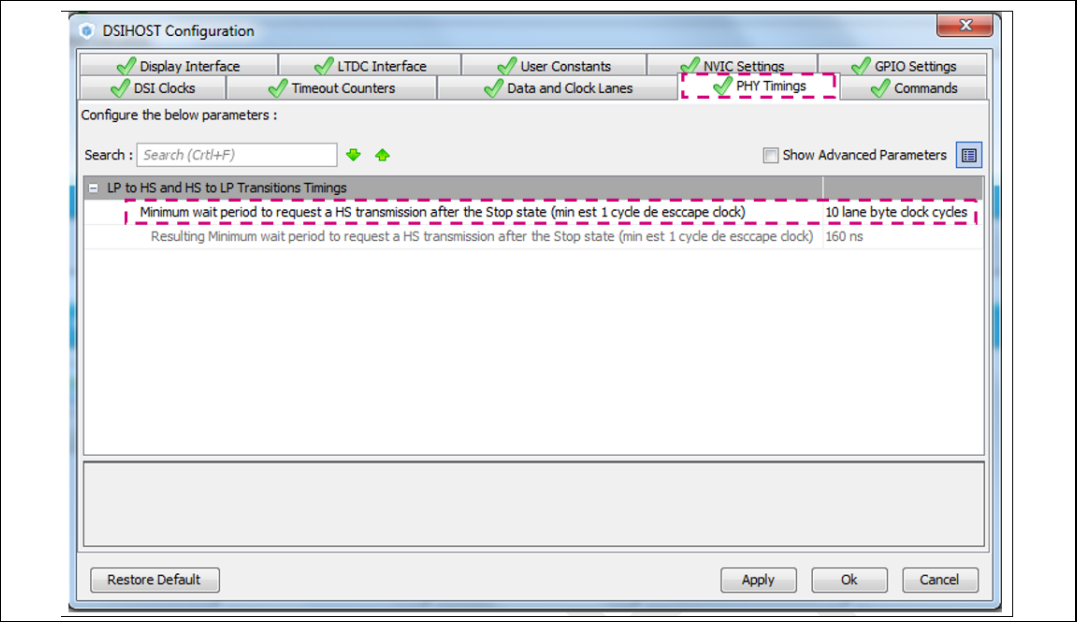 DSIHOST Configuration
Display Interface LTDC Interface User Constants NVIC Settings GPIO Settings
DSI Clocks Timeout Counters Data and Clock Lanes PHY Timings Commands
Configure the below parameters :
Search : Search (Crtl+F) Show Advanced Parameters
LP to HS and HS to LP Transitions Timings
Minimum wait period to request a HS transmission after the Stop state (min est 1 cycle de esccape clock) 10 lane byte clock cycles
Resulting Minimum wait period to request a HS transmission after the Stop state (min est 1 cycle de esccape clock) 160 ns
Restore Default Apply Ok Cancel